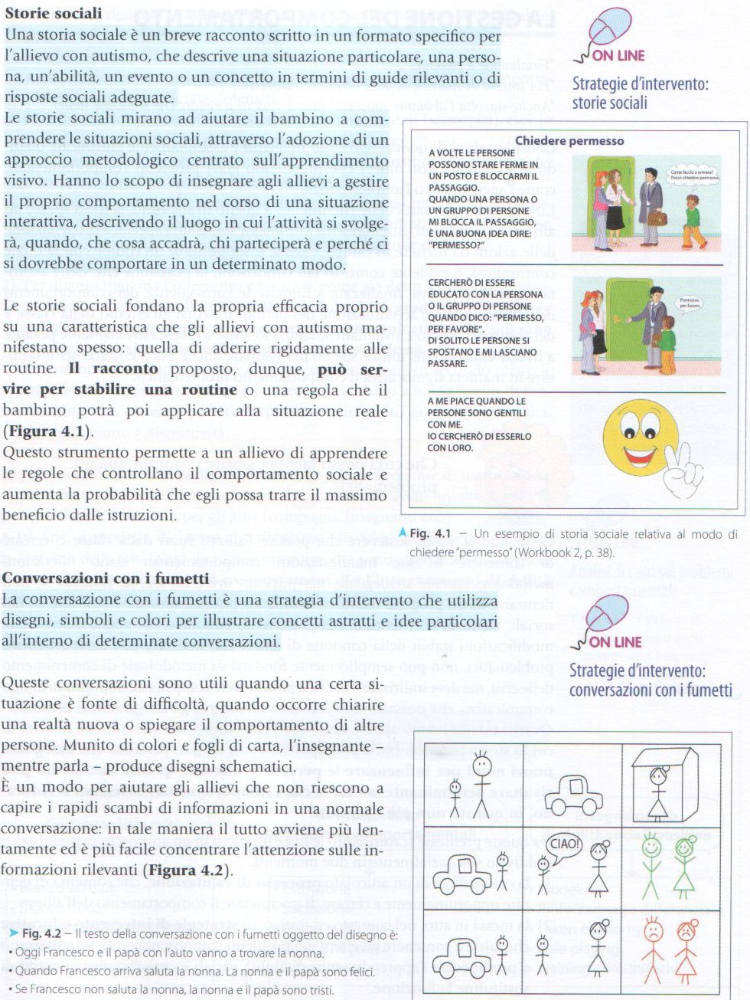 Storie sociali
Una storia sociale è un breve racconto scritto in un formato specifico per
l'allievo con autismo, che descrive una situazione particolare, una perso-
na, un'abilità, un evento o un concetto in termini di guide rilevanti o di
risposte sociali adeguate.
Le storie sociali mirano ad aiutare il bambino a com-
prendere le situazioni sociali, attraverso l'adozione di un
approccio metodologico centrato sull'apprendimento
visivo. Hanno lo scopo di insegnare agli allievi a gestire
il proprio comportamento nel corso di una situazione
interattiva, descrivendo il luogo in cui l'attività si svolge-
rà, quando, che cosa accadrà, chi parteciperà e perché ci
si dovrebbe comportare in un determinato modo.
Le storie sociali fondano la propria efficacia proprio
su una caratteristica che gli allievi con autismo ma-
nifestano spesso: quella di aderire rigidamente alle
routine. Il racconto proposto, dunque, può ser-
vire per stabilire una routine o una regola che il
bambino potrà poi applicare alla situazione reale
(Figura 4.1).
Questo strumento permette a un allievo di apprendere
le regole che controllano il comportamento sociale e
aumenta la probabilità che egli possa trarre il massimo
beneficio dalle istruzioni.
ON LINE
Strategie d'intervento:
storie sociali
Chiedere permesso
A VOLTE LE PERSONE
POSSONO STARE FERME IN
UN POSTO E BLOCCARMI IL
PASSAGGIO.
QUANDO UNA PERSONA O
UN GRUPPO DI PERSONE
MI BLOCCA IL PASSAGGIO,
È UNA BUONA IDEA DIRE:
"PERMESSO?"
Come faccio a entrare?
Posso chiedere permesso.
CERCHERÒ DI ESSERE
EDUCATO CON LA PERSONA
O IL GRUPPO DI PERSONE
QUANDO DICO: "PERMESSO,
PER FAVORE".
DI SOLITO LE PERSONE SI
SPOSTANO E MI LASCIANO
PASSARE.
Permesso,
per favore.
A ME PIACE QUANDO LE
PERSONE SONO GENTILI
CON ME.
IO CERCHERÒ DI ESSERLO
CON LORO.
Fig. 4.1 – Un esempio di storia sociale relativa al modo di
chiedere "permesso" (Workbook 2, p. 38).
Conversazioni con i fumetti
La conversazione con i fumetti è una strategia d'intervento che utilizza
disegni, simboli e colori per illustrare concetti astratti e idee particolari
all'interno di determinate conversazioni.
Queste conversazioni sono utili quando una certa si-
tuazione è fonte di difficoltà, quando occorre chiarire
una realtà nuova o spiegare il comportamento di altre
persone. Munito di colori e fogli di carta, l'insegnante –
mentre parla – produce disegni schematici.
È un modo per aiutare gli allievi che non riescono a
capire i rapidi scambi di informazioni in una normale
conversazione: in tale maniera il tutto avviene più len-
tamente ed è più facile concentrare l'attenzione sulle in-
formazioni rilevanti (Figura 4.2).
ON LINE
Strategie d'intervento:
conversazioni con i fumetti
CIAO!
Fig. 4.2 – Il testo della conversazione con i fumetti oggetto del disegno è:
• Oggi Francesco e il papà con l'auto vanno a trovare la nonna.
• Quando Francesco arriva saluta la nonna. La nonna e il papà sono felici.
• Se Francesco non saluta la nonna, la nonna e il papà sono tristi.